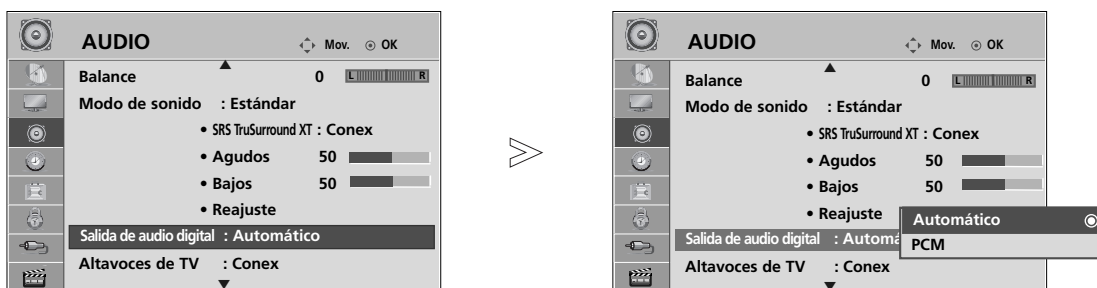 AUDIO Mov. OK
Balance 0 L R
Modo de sonido : Estándar
• SRS TruSurround XT : Conex
• Agudos 50
• Bajos 50
• Reajuste
Salida de audio digital : Automático
Altavoces de TV : Conex
AUDIO Mov. OK
Balance 0 L R
Modo de sonido : Estándar
• SRS TruSurround XT : Conex
• Agudos 50
• Bajos 50
• Reajuste
Salida de audio digital : Automá
Automático
PCM
Altavoces de TV : Conex